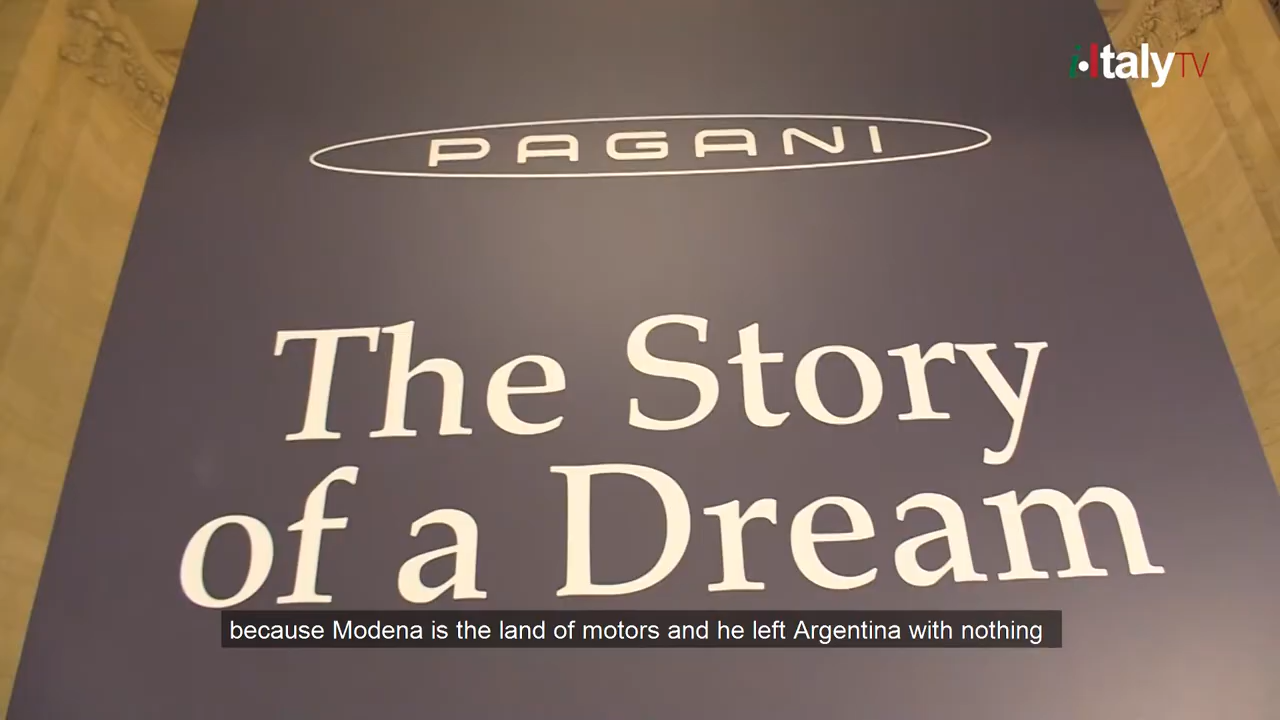 i•ItalyTV
PAGANI
The Story
of a Dream
because Modena is the land of motors and he left Argentina with nothing